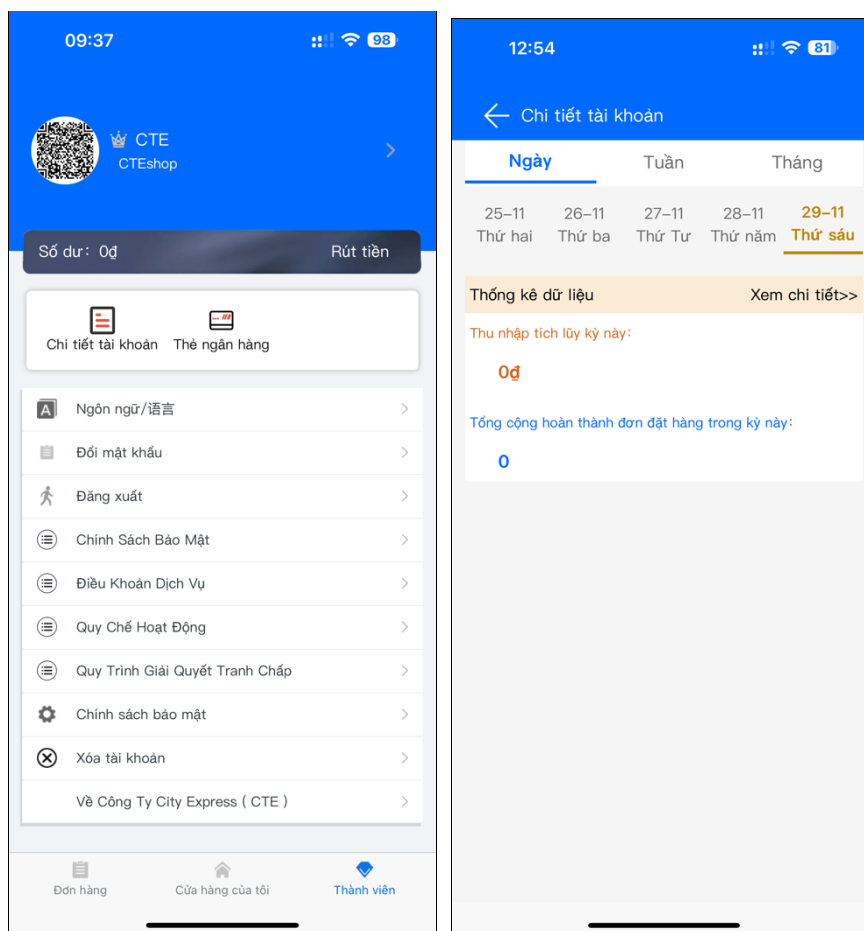 09:37
98
CTE
CTEshop
Số dư: 0₫
Rút tiền
Chi tiết tài khoản
Thẻ ngân hàng
Ngôn ngữ/语言
Đổi mật khẩu
Đăng xuất
Chính Sách Bảo Mật
Điều Khoản Dịch Vụ
Quy Chế Hoạt Động
Quy Trình Giải Quyết Tranh Chấp
Chính sách bảo mật
Xóa tài khoản
Về Công Ty City Express ( CTE )
Đơn hàng
Cửa hàng của tôi
Thành viên
12:54
81
Chi tiết tài khoản
Ngày
Tuần
Tháng
25-11
26-11
27-11
28-11
29-11
Thứ hai
Thứ ba
Thứ Tư
Thứ năm
Thứ sáu
Thống kê dữ liệu
Xem chi tiết>>
Thu nhập tích lũy kỳ này:
0₫
Tổng cộng hoàn thành đơn đặt hàng trong kỳ này:
0